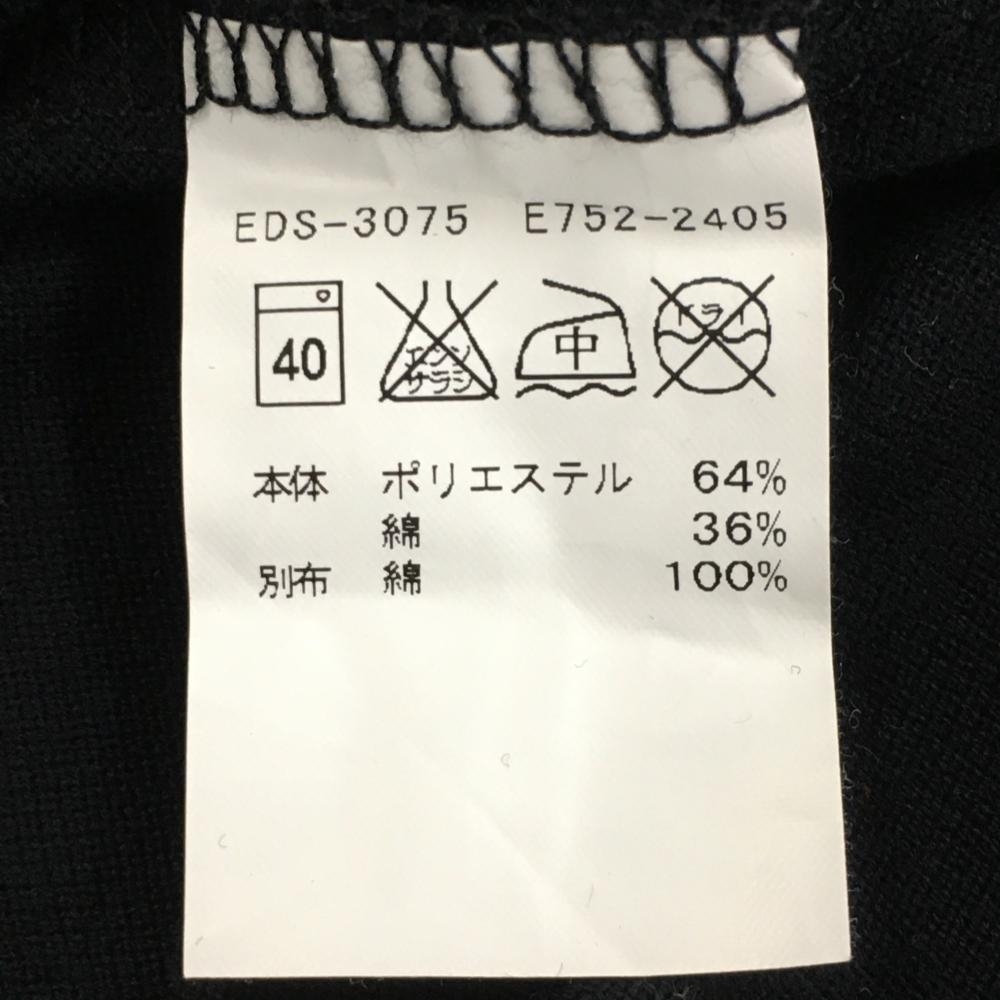 EDS-3075 E752-2405
40 エンソ サラシ 中 ドライ
本体 ポリエステル 64%
綿 36%
別布 綿 100%